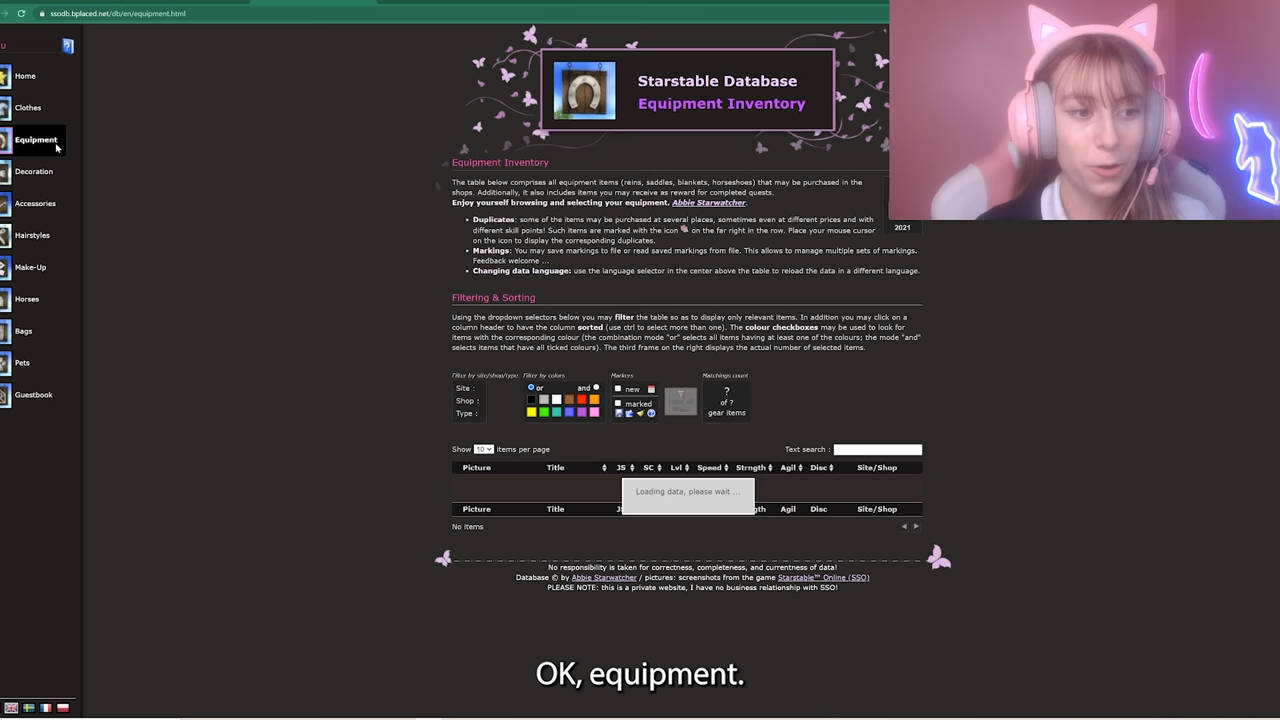 ssodb.bplaced.net/db/en/equipment.html
u
Home
Clothes
Equipment
Decoration
Accessories
Hairstyles
Make-Up
Horses
Bags
Pets
Guestbook
Starstable Database
Equipment Inventory
Equipment Inventory
The table below comprises all equipment items (reins, saddles, blankets, horseshoes) that may be purchased in the
shops. Additionally, it also includes items you may receive as reward for completed quests.
Enjoy yourself browsing and selecting your equipment. Abbie Starwatcher.
2021
• Duplicates: some of the items may be purchased at several places, sometimes even at different prices and with
different skill points! Such items are marked with the icon on the far right in the row. Place your mouse cursor
on the icon to display the corresponding duplicates.
• Markings: You may save markings to file or read saved markings from file. This allows to manage multiple sets of markings.
Feedback welcome ...
• Changing data language: use the language selector in the center above the table to reload the data in a different language.
Filtering & Sorting
Using the dropdown selectors below you may filter the table so as to display only relevant items. In addition you may click on a
column header to have the column sorted (use ctrl to select more than one). The colour checkboxes may be used to look for
items with the corresponding colour (the combination mode "or" selects all items having at least one of the colours; the mode "and"
selects items that have all ticked colours). The third frame on the right displays the actual number of selected items.
Filter by site/shop/type
Site :
Shop :
Type :
Filter by colors
or and
Markers
new
marked
Matchings count
?
of ?
gear items
Show 10 items per page
Text search :
Picture Title JS SC Lvl Speed Strngth Agil Disc Site/Shop
Loading data, please wait ...
Picture Title Agil Disc Site/Shop
No items
No responsibility is taken for correctness, completeness, and currentness of data!
Database © by Abbie Starwatcher / pictures: screenshots from the game Starstable™ Online (SSO)
PLEASE NOTE: this is a private website, I have no business relationship with SSO!
OK, equipment.